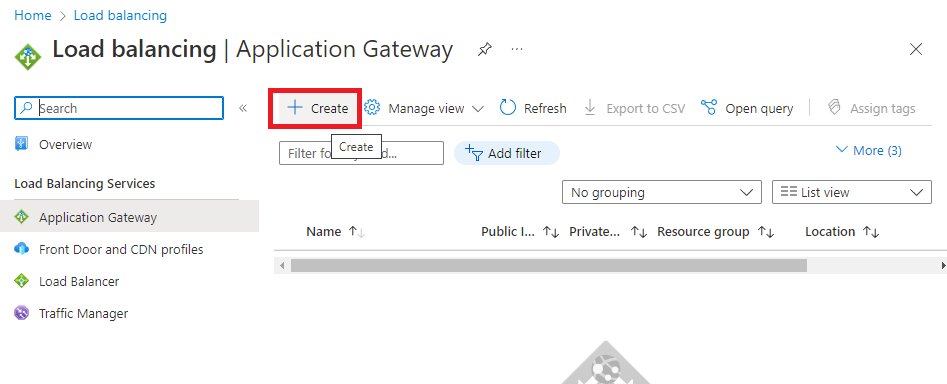 Home > Load balancing
Load balancing | Application Gateway ...
Search «
+ Create Manage view Refresh Export to CSV Open query Assign tags
Create
Overview
Filter fo d... Add filter More (3)
Load Balancing Services
No grouping List view
Application Gateway
Name Public I... Private... Resource group Location
Front Door and CDN profiles
Load Balancer
Traffic Manager